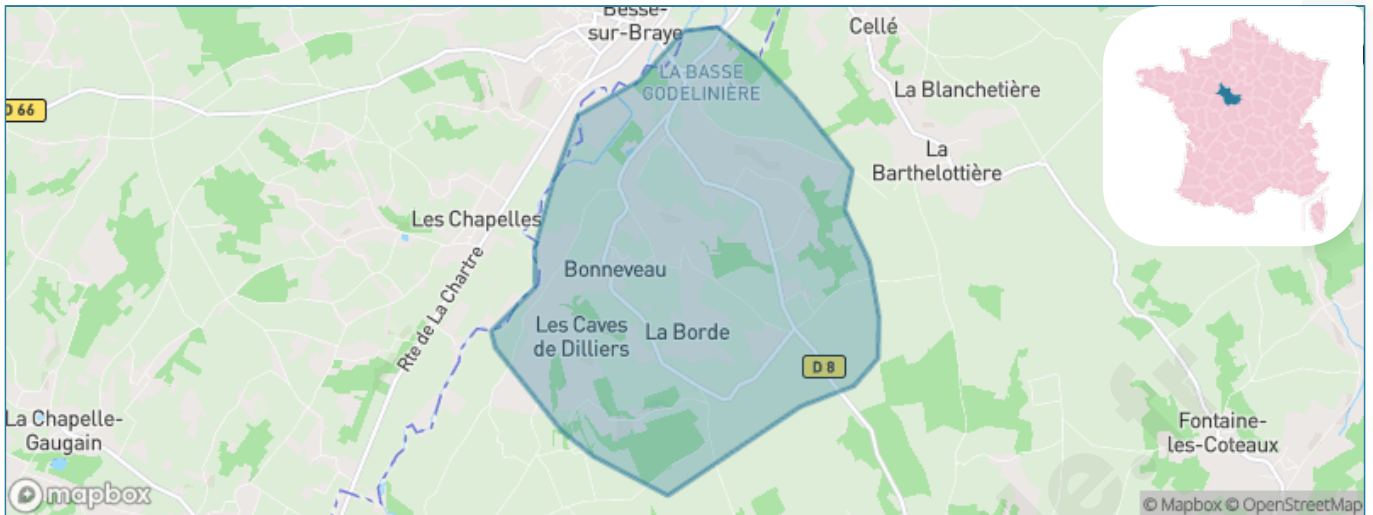 Besse-
sur-Braye
Cellé
LA BASSE
GODELINIÈRE
La Blanchetière
D 66
La
Barthelottière
Les Chapelles
Rte de La Chartre
Bonneveau
Les Caves
de Dilliers
La Borde
D 8
La Chapelle-
Gaugain
Fontaine-
les-Coteaux
mapbox
© Mapbox © OpenStreetMap